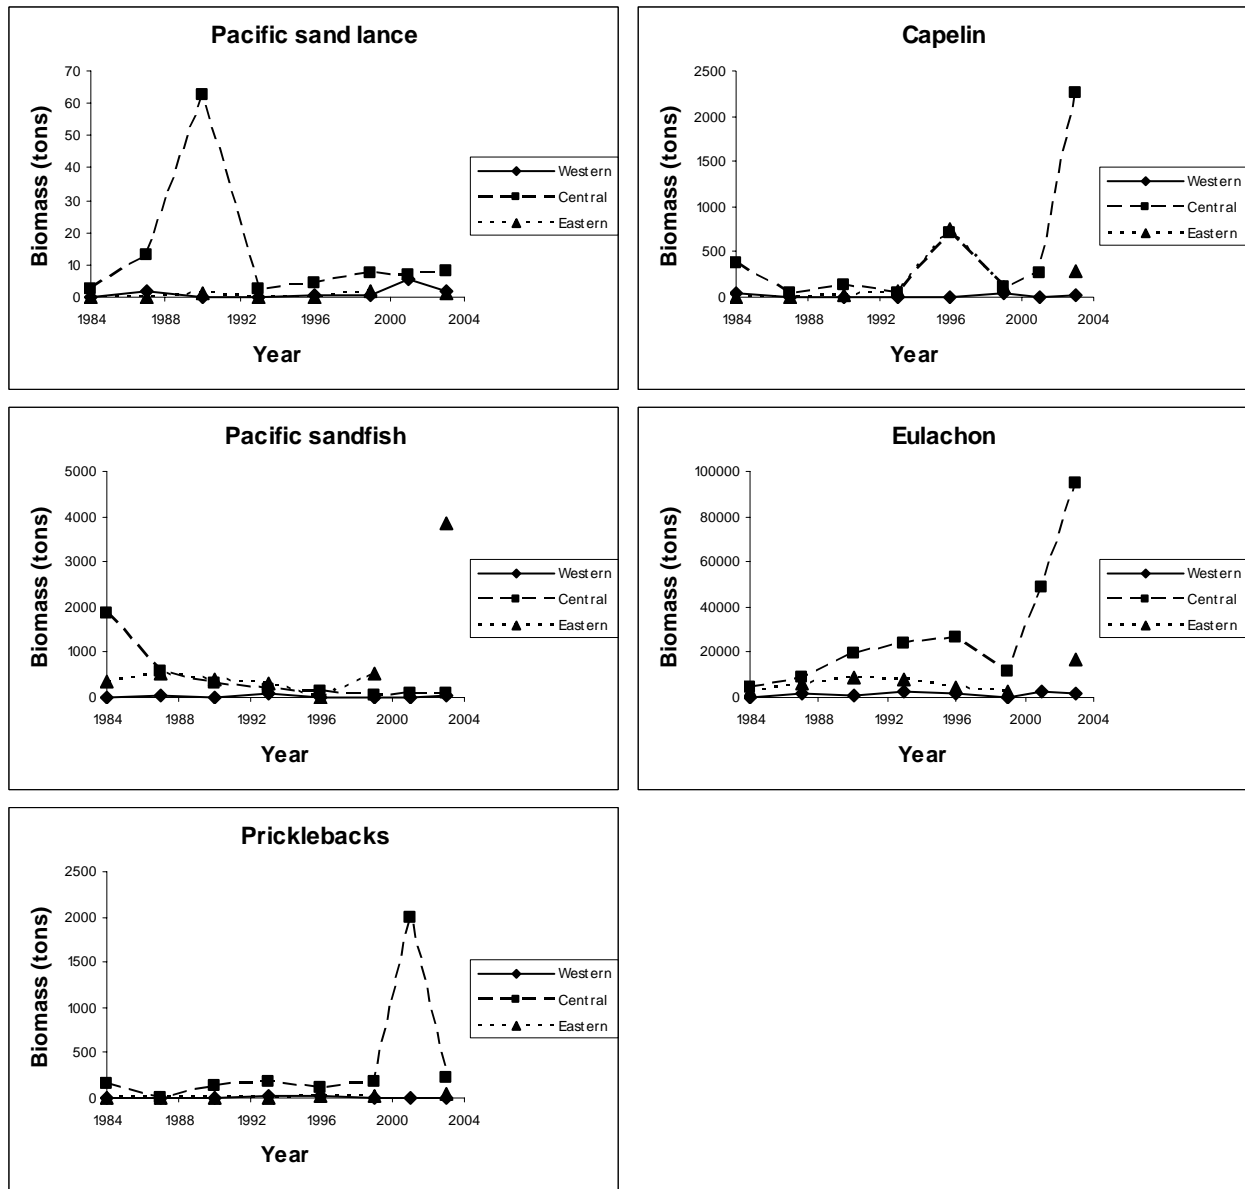 Pacific sand lance
70
60
50
40
30
20
10
0
Biomass (tons)
1984 1988 1992 1996 2000 2004
Year
Western
Central
Eastern
Capelin
2500
2000
1500
1000
500
0
Biomass (tons)
1984 1988 1992 1996 2000 2004
Year
Western
Central
Eastern
Pacific sandfish
5000
4000
3000
2000
1000
0
Biomass (tons)
1984 1988 1992 1996 2000 2004
Year
Western
Central
Eastern
Eulachon
100000
80000
60000
40000
20000
0
Biomass (tons)
1984 1988 1992 1996 2000 2004
Year
Western
Central
Eastern
Pricklebacks
2500
2000
1500
1000
500
0
Biomass (tons)
1984 1988 1992 1996 2000 2004
Year
Western
Central
Eastern